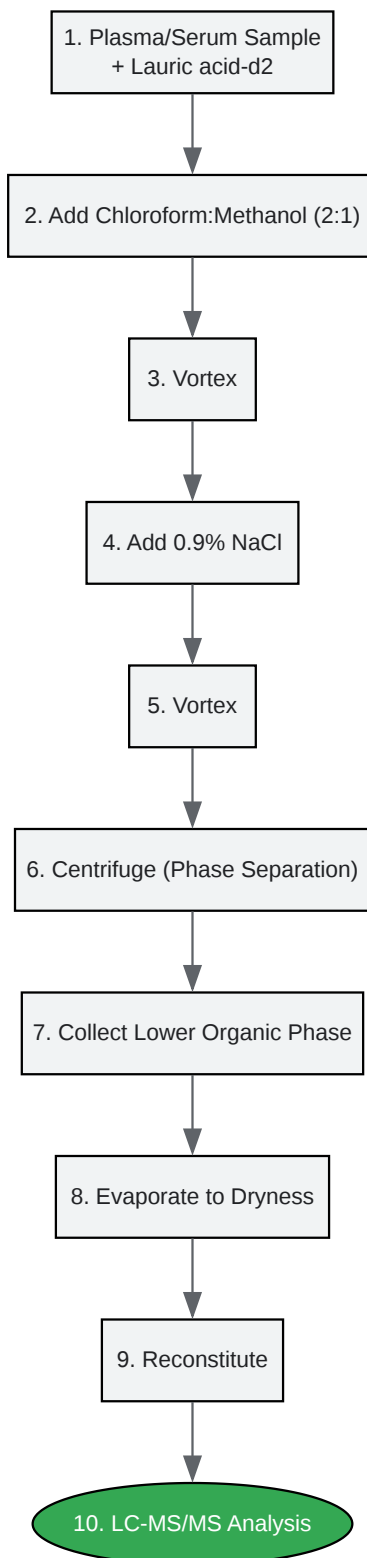 1. Plasma/Serum Sample
+ Lauric acid-d2
2. Add Chloroform:Methanol (2:1)
3. Vortex
4. Add 0.9% NaCl
5. Vortex
6. Centrifuge (Phase Separation)
7. Collect Lower Organic Phase
8. Evaporate to Dryness
9. Reconstitute
10. LC-MS/MS Analysis